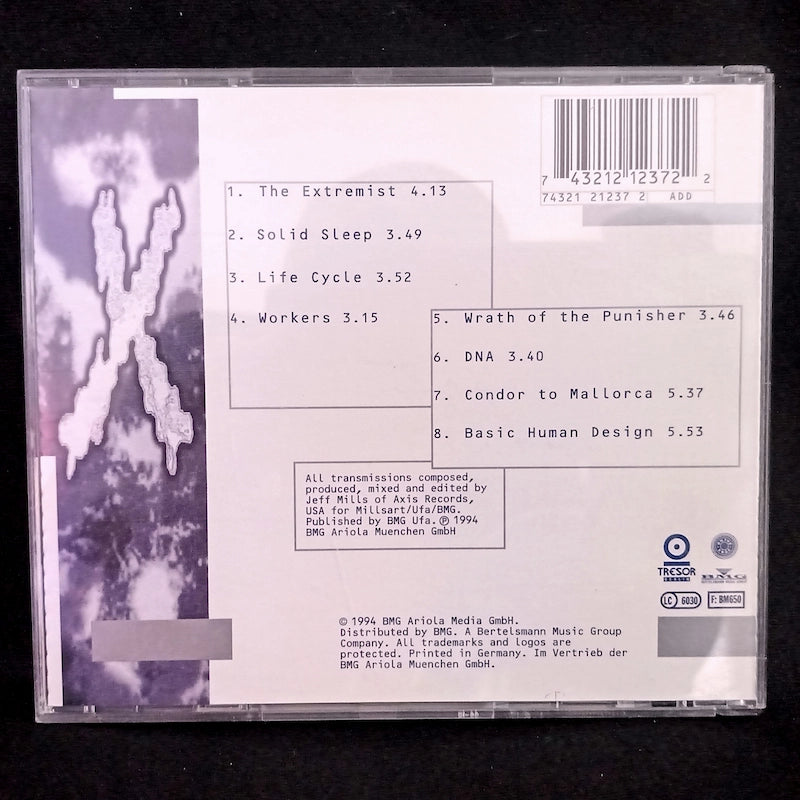 7 43212 12372 2
74321 21237 2 ADD
1. The Extremist 4.13
2. Solid Sleep 3.49
3. Life Cycle 3.52
4. Workers 3.15
5. Wrath of the Punisher 3.46
6. DNA 3.40
7. Condor to Mallorca 5.37
8. Basic Human Design 5.53
All transmissions composed,
produced, mixed and edited by
Jeff Mills of Axis Records,
USA for Millsart/Ufa/BMG.
Published by BMG Ufa. ℗ 1994
BMG Ariola Muenchen GmbH
TRESOR
BERLIN
BMG
LC 6030
F: BM650
© 1994 BMG Ariola Media GmbH.
Distributed by BMG. A Bertelsmann Music Group
Company. All trademarks and logos are
protected. Printed in Germany. Im Vertrieb der
BMG Ariola Muenchen GmbH.